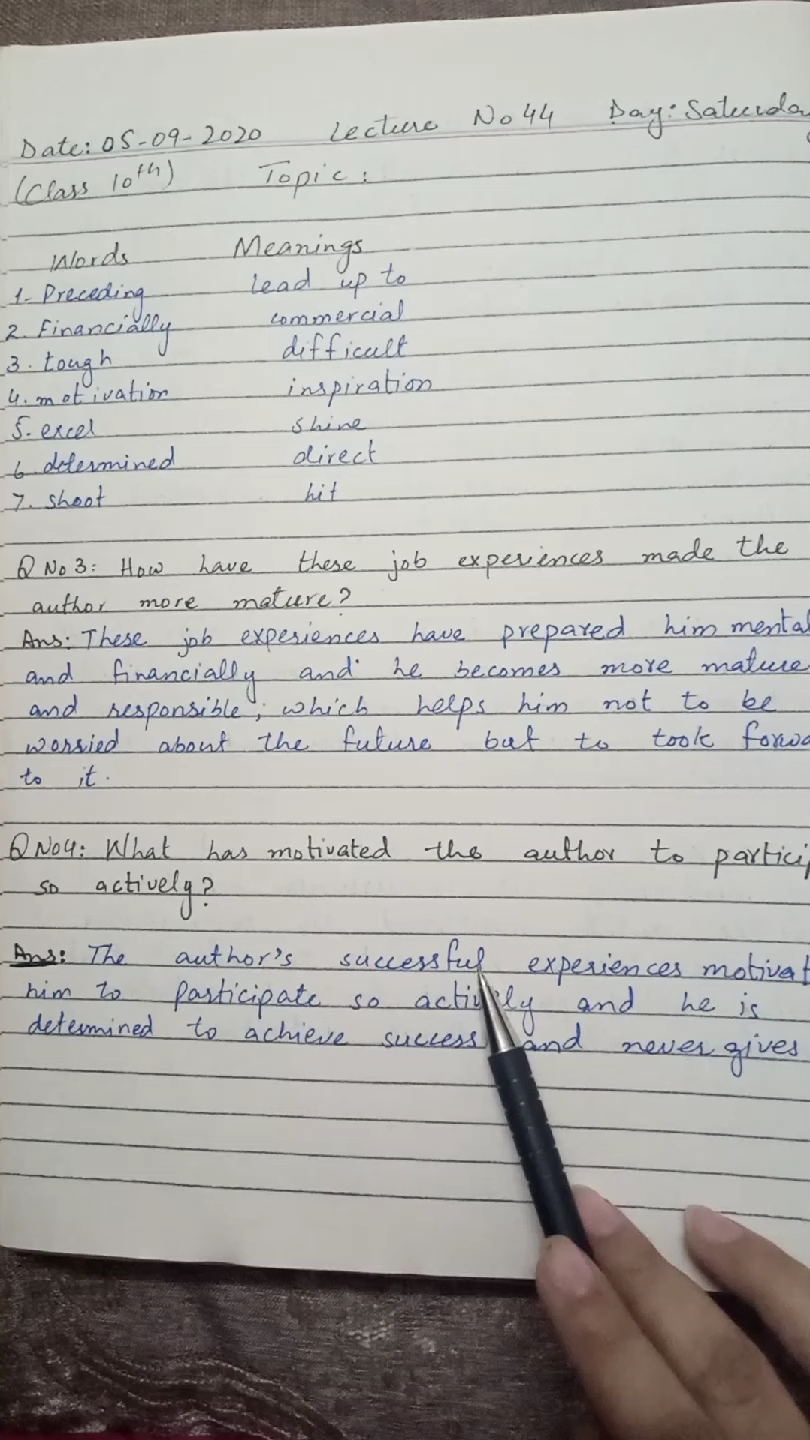 Date: 05-09-2020 Lecture No 44 Day: Saturda
(Class 10th) Topic:
Words Meanings
1. Preceding lead up to
2. Financially commercial
3. tough difficult
4. motivation inspiration
5. excel shine
6. determined direct
7. shoot hit
Q No 3: How have these job experiences made the
author more mature?
Ans: These job experiences have prepared him mental
and financially and he becomes more mature
and responsible, which helps him not to be
worried about the future but to took forwa
to it.
Q No4: What has motivated the author to partici
so actively?
Ans: The author's successful experiences motivat
him to participate so actively and he is
determined to achieve success and never gives